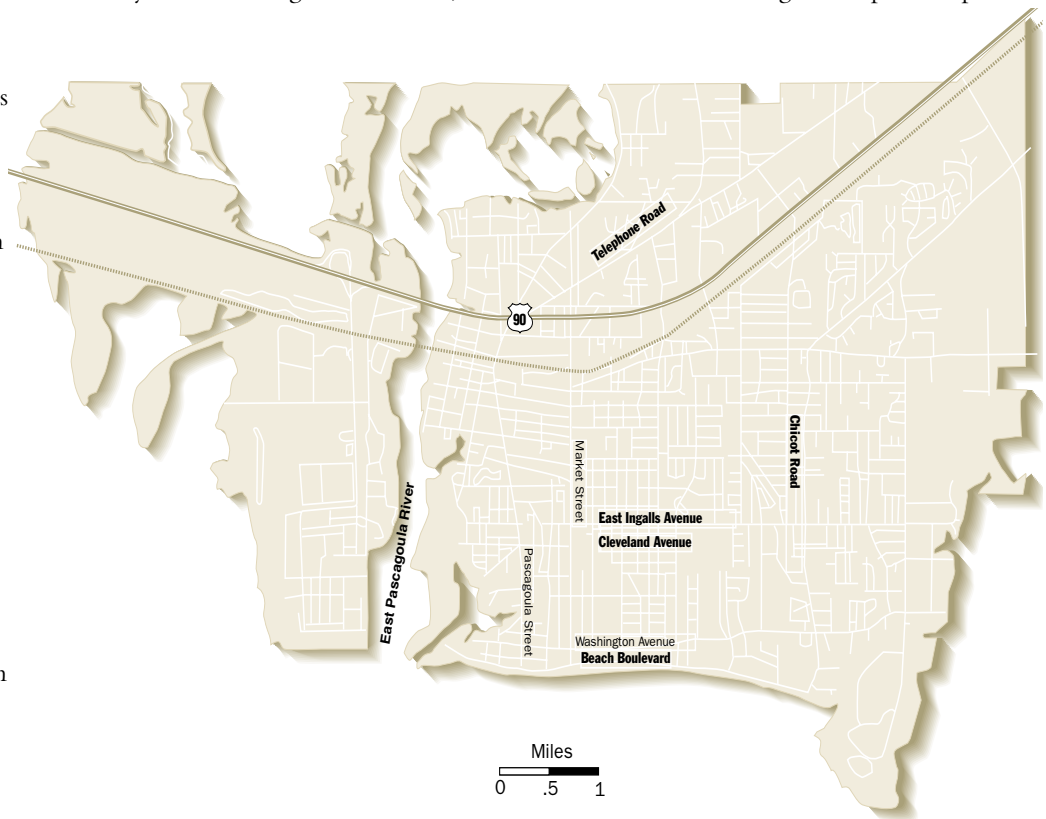 s
n
Telephone Road
90
Chicot Road
Market Street
East Ingalls Avenue
Cleveland Avenue
East Pascagoula River
Pascagoula Street
Washington Avenue
Beach Boulevard
n
Miles
0 .5 1